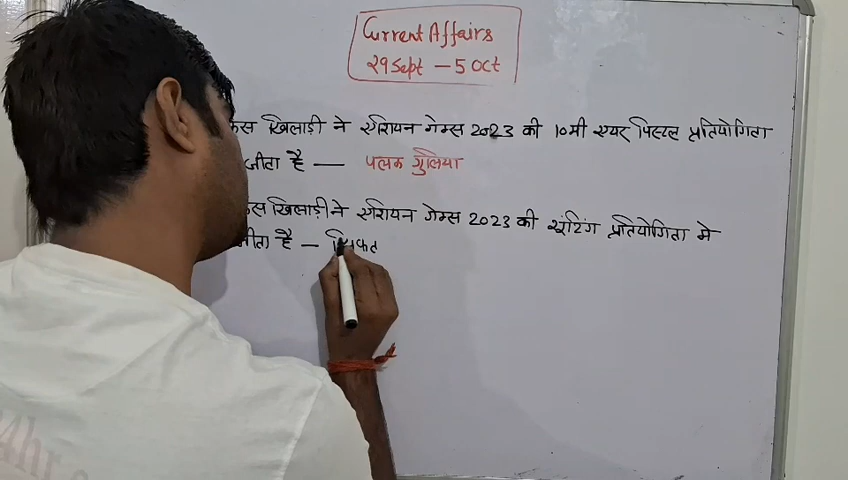 Current Affairs
29 Sept — 5 Oct
खिलाड़ी ने एशियन गेम्स 2023 की 10मी एयर पिस्टल प्रतियोगिता
जीता है — पलक गुलिया
खिलाड़ी ने एशियन गेम्स 2023 की शूटिंग प्रतियोगिता मे
जीता है —